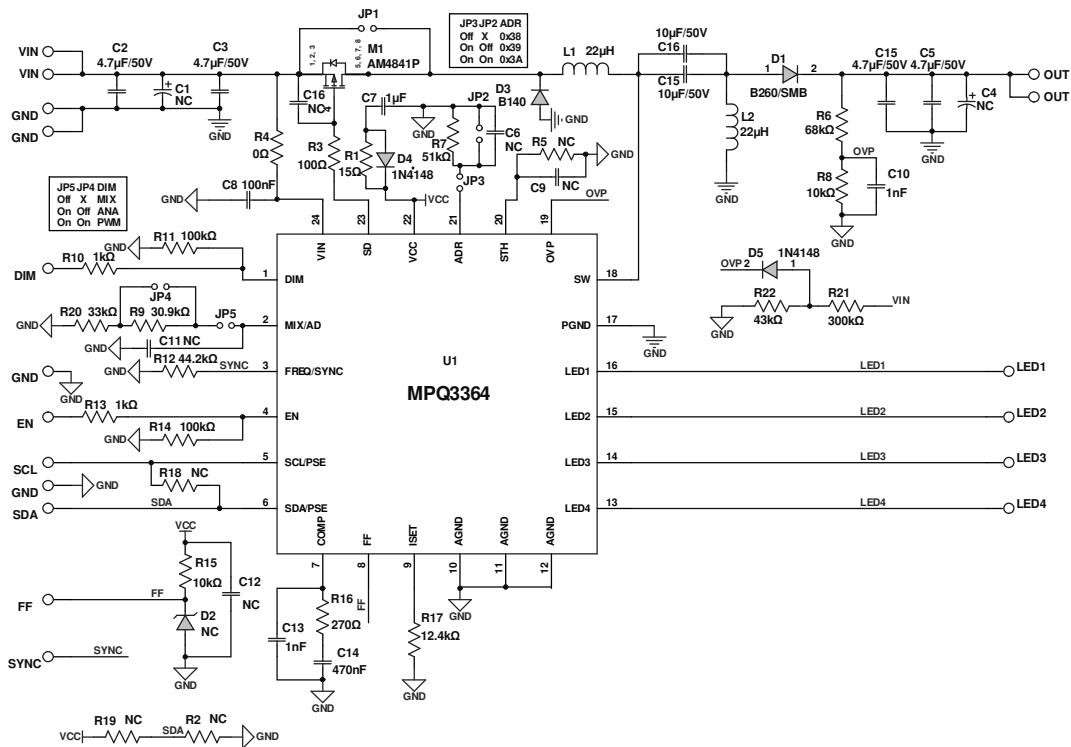 VIN
VIN
GND
GND
C2
4.7μF/50V
C1
NC
C3
4.7μF/50V
GND
JP1
1, 2, 3
5, 6, 7, 8
M1
AM4841P
C16
NC
4
JP3 JP2 ADR
Off X 0x38
On Off 0x39
On On 0x3A
L1 22μH
10μF/50V
C16
C15
10μF/50V
D1
1 2
B260/SMB
L2
22μH
GND
C15
4.7μF/50V
C5
4.7μF/50V
C4
NC
GND
OUT
OUT
R6
68kΩ
OVP
R8
10kΩ
C10
1nF
GND
D3
B140
GND
R4
0Ω
R3
100Ω
C7 1μF
GND
R1
15Ω
D4
1N4148
R7
51kΩ
JP2
C6
NC
JP3
VCC
R5 NC
C9 NC
GND
OVP
C8 100nF
GND
JP5 JP4 DIM
Off X MIX
On Off ANA
On On PWM
24 23 22 21 20 19
VIN SD VCC ADR STH OVP
GND R11 100kΩ
DIM R10 1kΩ
1 DIM
GND R20 33kΩ R9 30.9kΩ
JP4
JP5
2 MIX/AD
GND C11 NC
GND R12 44.2kΩ SYNC
3 FREQ/SYNC
GND
GND
EN R13 1kΩ
4 EN
GND R14 100kΩ
SCL
5 SCL/PSE
R18 NC
GND GND
SDA SDA
6 SDA/PSE
U1
MPQ3364
SW 18
PGND 17
GND
LED1 16 LED1 LED1
LED2 15 LED2 LED2
LED3 14 LED3 LED3
LED4 13 LED4 LED4
OVP 2 D5 1N4148 1
GND R22 43kΩ
R21 300kΩ VIN
COMP FF ISET AGND AGND AGND
7 8 9 10 11 12
GND
VCC
R15
10kΩ
C12
NC
FF FF
D2
NC
GND
SYNC SYNC
C13
1nF
R16
270Ω
C14
470nF
GND
FF
R17
12.4kΩ
GND
VCC R19 NC SDA R2 NC GND